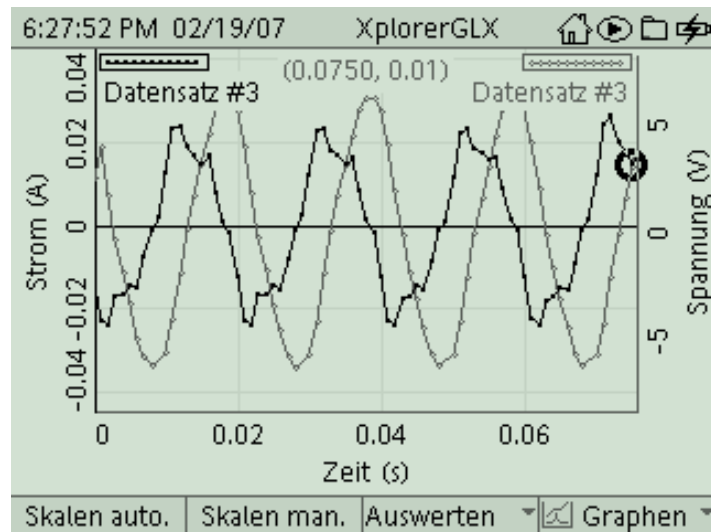 6:27:52 PM 02/19/07 XplorerGLX
(0.0750, 0.01)
Datensatz #3 Datensatz #3
Strom (A)
0.04
0.02
0
-0.02
-0.04
Spannung (V)
5
0
-5
0 0.02 0.04 0.06
Zeit (s)
Skalen auto. Skalen man. Auswerten Graphen